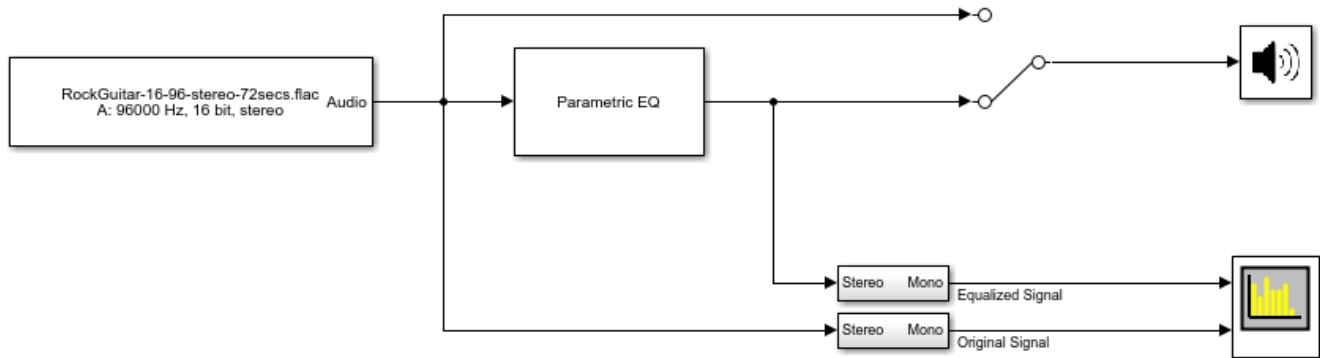 RockGuitar-16-96-stereo-72secs.flac
A: 96000 Hz, 16 bit, stereo
Audio
Parametric EQ
Stereo Mono
Equalized Signal
Stereo Mono
Original Signal